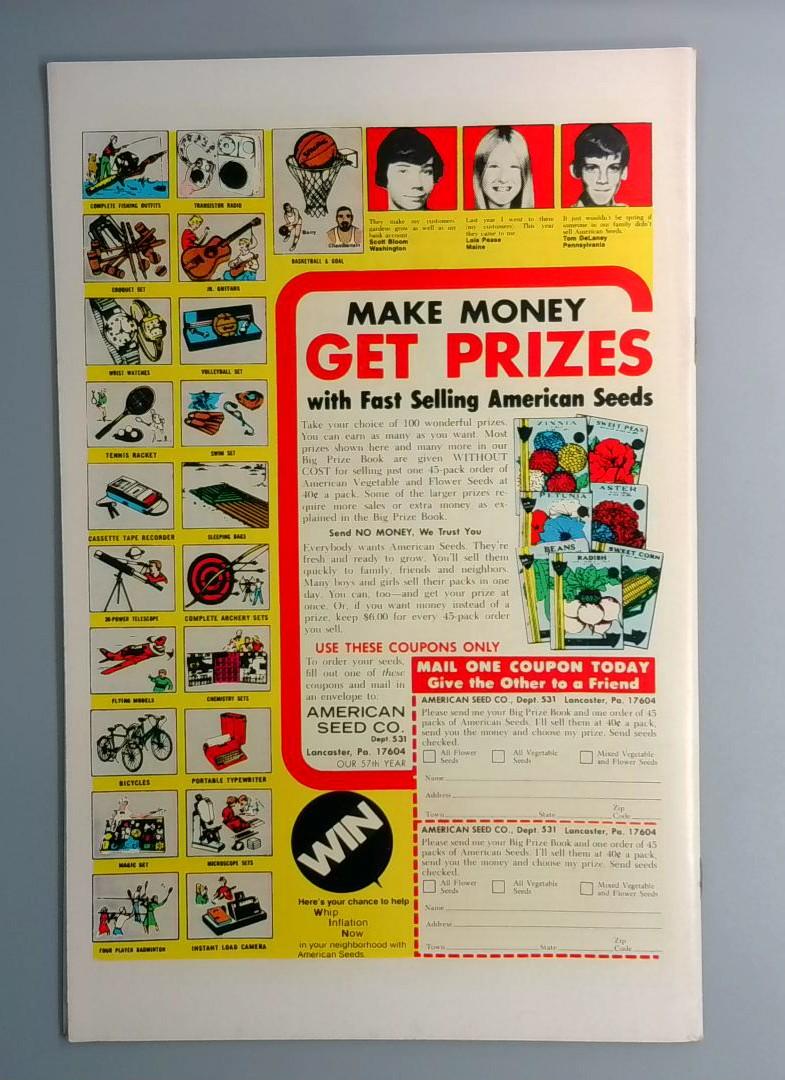 COMPLETE FISHING OUTFITS
TRANSISTOR RADIO
CROQUET SET
JR. GUITARS
WRIST WATCHES
VOLLEYBALL SET
TENNIS RACKET
SWIM SET
CASSETTE TAPE RECORDER
SLEEPING BAGS
30-POWER TELESCOPE
COMPLETE ARCHERY SETS
FLYING MODELS
CHEMISTRY SETS
BICYCLES
PORTABLE TYPEWRITER
MAGIC SET
MICROSCOPE SETS
FOUR PLAYER BADMINTON
INSTANT LOAD CAMERA
Barry
Chamberlain
BASKETBALL & GOAL
They make my customers
gardens grow as well as my
bank account.
Scott Bloom
Washington
Last year I went to them
(my customers). This year
they came to me.
Lola Pease
Maine
It just wouldn't be spring if
someone in our family didn't
sell American Seeds.
Tom DeLaney
Pennsylvania
MAKE MONEY
GET PRIZES
with Fast Selling American Seeds
Take your choice of 100 wonderful prizes.
You can earn as many as you want. Most
prizes shown here and many more in our
Big Prize Book are given WITHOUT
COST for selling just one 45-pack order of
American Vegetable and Flower Seeds at
40¢ a pack. Some of the larger prizes re-
quire more sales or extra money as ex-
plained in the Big Prize Book.
Send NO MONEY, We Trust You
Everybody wants American Seeds. They're
fresh and ready to grow. You'll sell them
quickly to family, friends and neighbors.
Many boys and girls sell their packs in one
day. You can, too—and get your prize at
once. Or, if you want money instead of a
prize, keep $6.00 for every 45-pack order
you sell.
ZINNIA
SWEET PEAS
PETUNIA
ASTER
BEANS
RADISH
SWEET CORN
USE THESE COUPONS ONLY
To order your seeds,
fill out one of these
coupons and mail in
an envelope to:
AMERICAN
SEED CO.
Dept. 531
Lancaster, Pa. 17604
OUR 57th YEAR
MAIL ONE COUPON TODAY
Give the Other to a Friend
AMERICAN SEED CO., Dept. 531 Lancaster, Pa. 17604
Please send me your Big Prize Book and one order of 45
packs of American Seeds. I'll sell them at 40¢ a pack,
send you the money and choose my prize. Send seeds
checked.
All Flower
Seeds
All Vegetable
Seeds
Mixed Vegetable
and Flower Seeds
Name
Address
Town State Zip
Code
AMERICAN SEED CO., Dept. 531 Lancaster, Pa. 17604
Please send me your Big Prize Book and one order of 45
packs of American Seeds. I'll sell them at 40¢ a pack,
send you the money and choose my prize. Send seeds
checked.
All Flower
Seeds
All Vegetable
Seeds
Mixed Vegetable
and Flower Seeds
Name
Address
Town State Zip
Code
WIN
Here's your chance to help
Whip
Inflation
Now
in your neighborhood with
American Seeds.